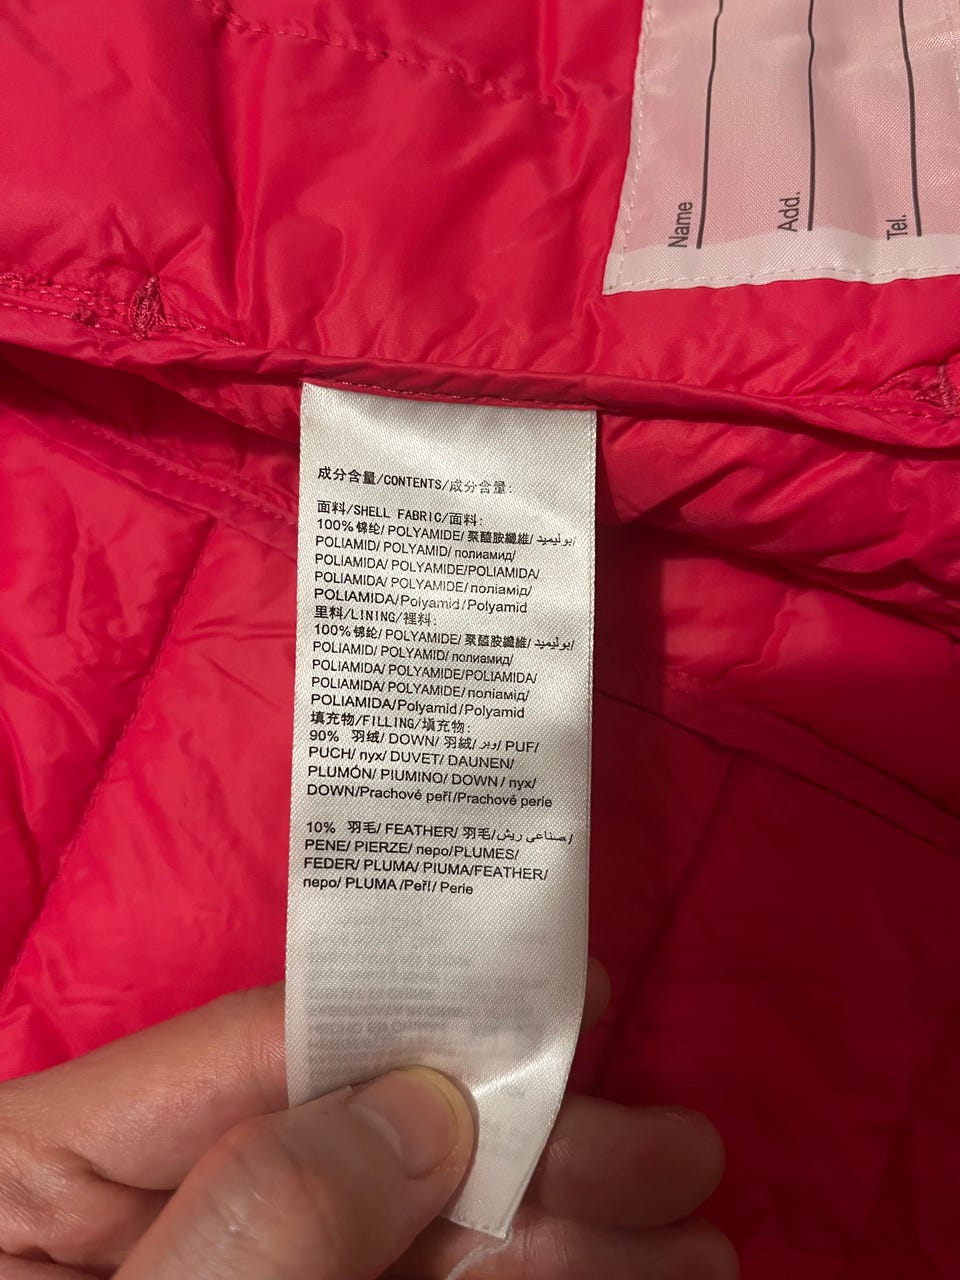 Name
Add.
Tel.
成分含量/CONTENTS/成分含量:
面料/SHELL FABRIC/面料:
100%锦纶/ POLYAMIDE/ 聚醯胺纖維/ بوليميد/
POLIAMID/ POLYAMID/ полиамид/
POLIAMIDA/ POLYAMIDE/POLIAMIDA/
POLIAMIDA/ POLYAMIDE/ поліамід/
POLIAMIDA/Polyamid/Polyamid
里料/LINING/裡料:
100%锦纶/ POLYAMIDE/ 聚醯胺纖維/ بوليميد/
POLIAMID/ POLYAMID/ полиамид/
POLIAMIDA/ POLYAMIDE/POLIAMIDA/
POLIAMIDA/ POLYAMIDE/ поліамід/
POLIAMIDA/Polyamid/Polyamid
填充物/FILLING/填充物:
90% 羽绒/ DOWN/ 羽絨/ وبر/ PUF/
PUCH/ пух/ DUVET/ DAUNEN/
PLUMÓN/ PIUMINO/ DOWN / пух/
DOWN/Prachové peří/Prachové perie
10% 羽毛/ FEATHER/ 羽毛/ صناعى ريش/
PENE/ PIERZE/ перо/PLUMES/
FEDER/ PLUMA/ PIUMA/FEATHER/
перо/ PLUMA /Peří/ Perie